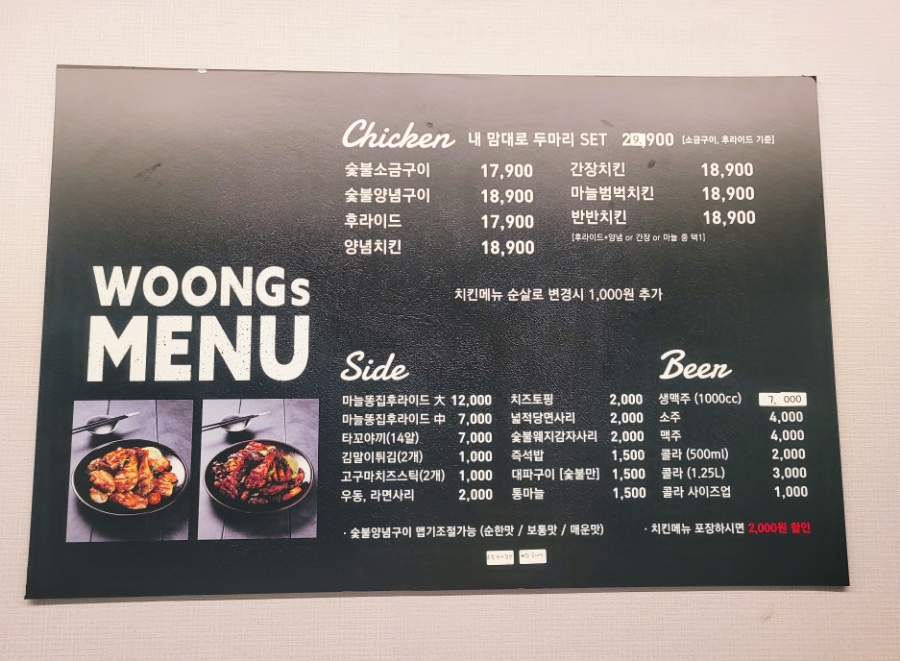 Chicken 내 맘대로 두마리 SET 29,900 [소금구이, 후라이드 기준]
숯불소금구이 17,900
숯불양념구이 18,900
후라이드 17,900
양념치킨 18,900
간장치킨 18,900
마늘범벅치킨 18,900
반반치킨 18,900
[후라이드+양념 or 간장 or 마늘 중 택1]
치킨메뉴 순살로 변경시 1,000원 추가
WOONGs
MENU
Side
마늘똥집후라이드 大 12,000
마늘똥집후라이드 中 7,000
타꼬야끼(14알) 7,000
김말이튀김(2개) 1,000
고구마치즈스틱(2개) 1,000
우동, 라면사리 2,000
치즈토핑 2,000
넓적당면사리 2,000
숯불웨지감자사리 2,000
즉석밥 1,500
대파구이 [숯불만] 1,500
통마늘 1,500
Beer
생맥주 (1000cc) 7,000
소주 4,000
맥주 4,000
콜라 (500ml) 2,000
콜라 (1.25L) 3,000
콜라 사이즈업 1,000
· 숯불양념구이 맵기조절가능 (순한맛 / 보통맛 / 매운맛)
· 치킨메뉴 포장하시면 2,000원 할인